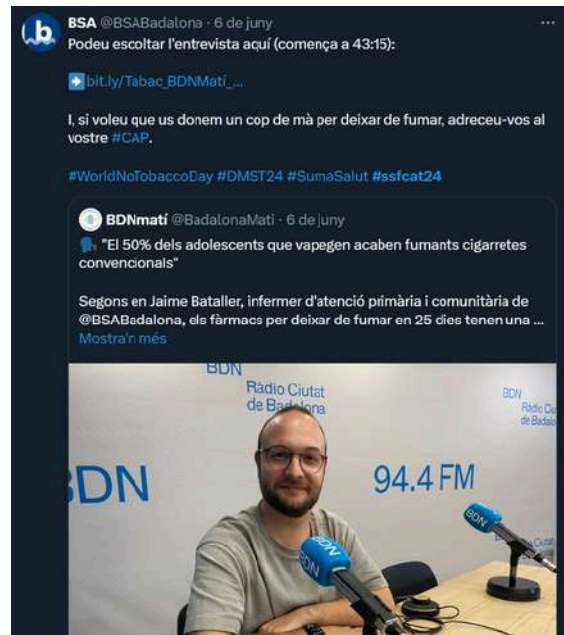 BSA @BSABadalona · 6 de juny
Podeu escoltar l'entrevista aquí (comença a 43:15):
bit.ly/Tabac_BDNMatí_...
I, si voleu que us donem un cop de mà per deixar de fumar, adreceu-vos al
vostre #CAP.
#WorldNoTobaccoDay #DMST24 #SumaSalut #ssfcat24
BDNmatí @BadalonaMati · 6 de juny
"El 50% dels adolescents que vapegen acaben fumants cigarretes
convencionals"
Segons en Jaime Bataller, infermer d'atenció primària i comunitària de
@BSABadalona, els fàrmacs per deixar de fumar en 25 dies tenen una ...
Mostra'n més
BDN
Ràdio Ciutat
de Badalona
BDN
Ràdio Ciutat
de Badalo
BDN
94.4 FM
BDN
BDN